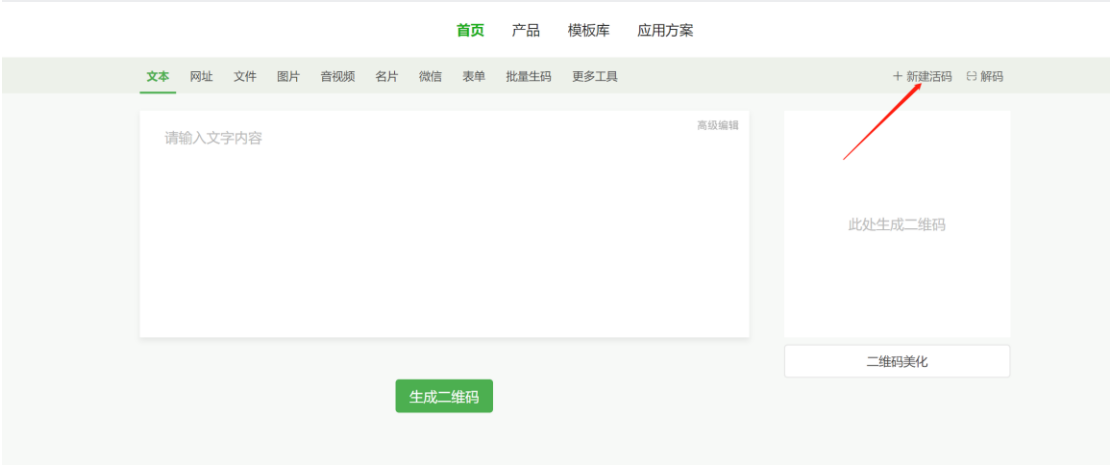 首页 产品 模板库 应用方案
文本 网址 文件 图片 音视频 名片 微信 表单 批量生码 更多工具 + 新建活码 解码
请输入文字内容 高级编辑
此处生成二维码
二维码美化
生成二维码